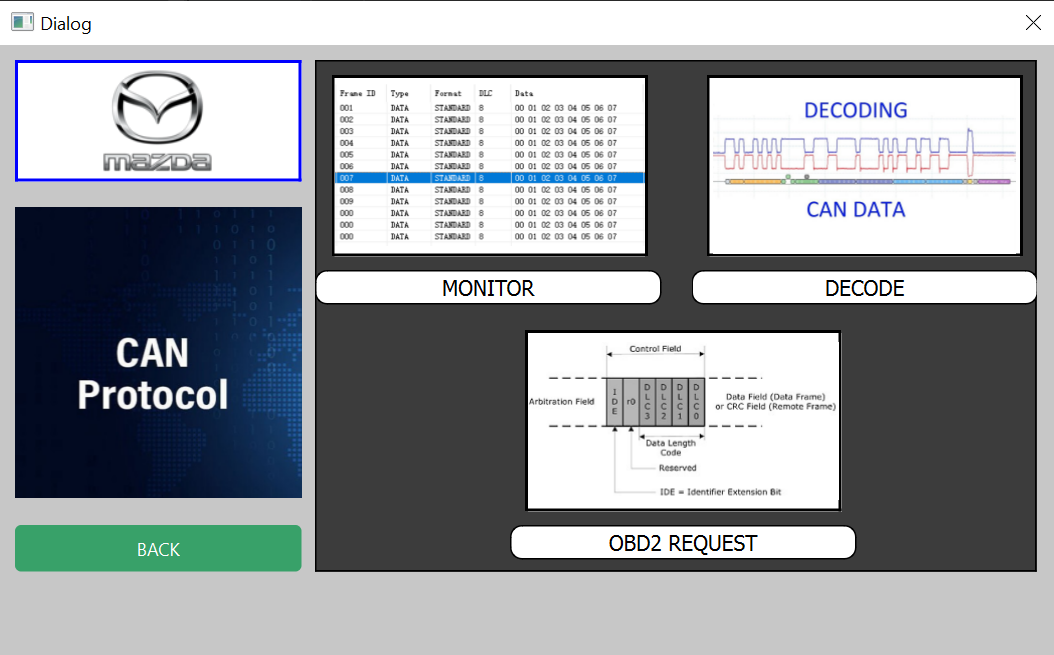 Dialog
mazda
CAN
Protocol
BACK
Frame ID Type Format DLC Data
001 DATA STANDARD 8 00 01 02 03 04 05 06 07
002 DATA STANDARD 8 00 01 02 03 04 05 06 07
003 DATA STANDARD 8 00 01 02 03 04 05 06 07
004 DATA STANDARD 8 00 01 02 03 04 05 06 07
005 DATA STANDARD 8 00 01 02 03 04 05 06 07
006 DATA STANDARD 8 00 01 02 03 04 05 06 07
007 DATA STANDARD 8 00 01 02 03 04 05 06 07
008 DATA STANDARD 8 00 01 02 03 04 05 06 07
009 DATA STANDARD 8 00 01 02 03 04 05 06 07
000 DATA STANDARD 8 00 01 02 03 04 05 06 07
000 DATA STANDARD 8 00 01 02 03 04 05 06 07
000 DATA STANDARD 8 00 01 02 03 04 05 06 07
MONITOR
DECODING
CAN DATA
DECODE
Control Field
Arbitration Field
IDE
r0
DLC3
DLC2
DLC1
DLC0
Data Field (Data Frame)
or CRC Field (Remote Frame)
Data Length
Code
Reserved
IDE = Identifier Extension Bit
OBD2 REQUEST